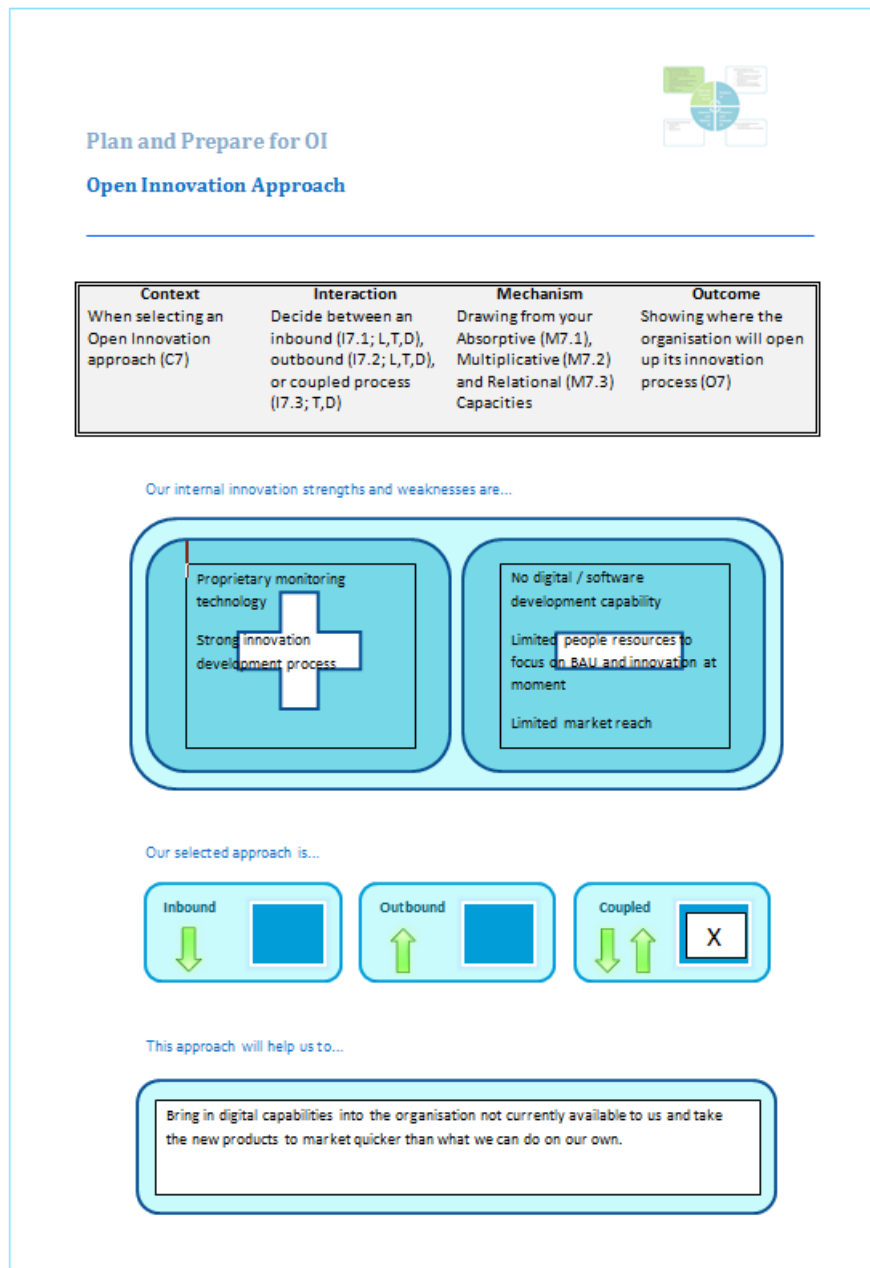 Plan and Prepare for OI
Open Innovation Approach
Context
When selecting an
Open Innovation
approach (C7)
Interaction
Decide between an
inbound (I7.1; L,T,D),
outbound (I7.2; L,T,D),
or coupled process
(I7.3; T,D)
Mechanism
Drawing from your
Absorptive (M7.1),
Multiplicative (M7.2)
and Relational (M7.3)
Capacities
Outcome
Showing where the
organisation will open
up its innovation
process (O7)
Our internal innovation strengths and weaknesses are...
Proprietary monitoring
technology
Strong innovation
development process
No digital / software
development capability
Limited people resources to
focus on BAU and innovation at
moment
Limited market reach
Our selected approach is...
Inbound
Outbound
Coupled
X
This approach will help us to...
Bring in digital capabilities into the organisation not currently available to us and take
the new products to market quicker than what we can do on our own.